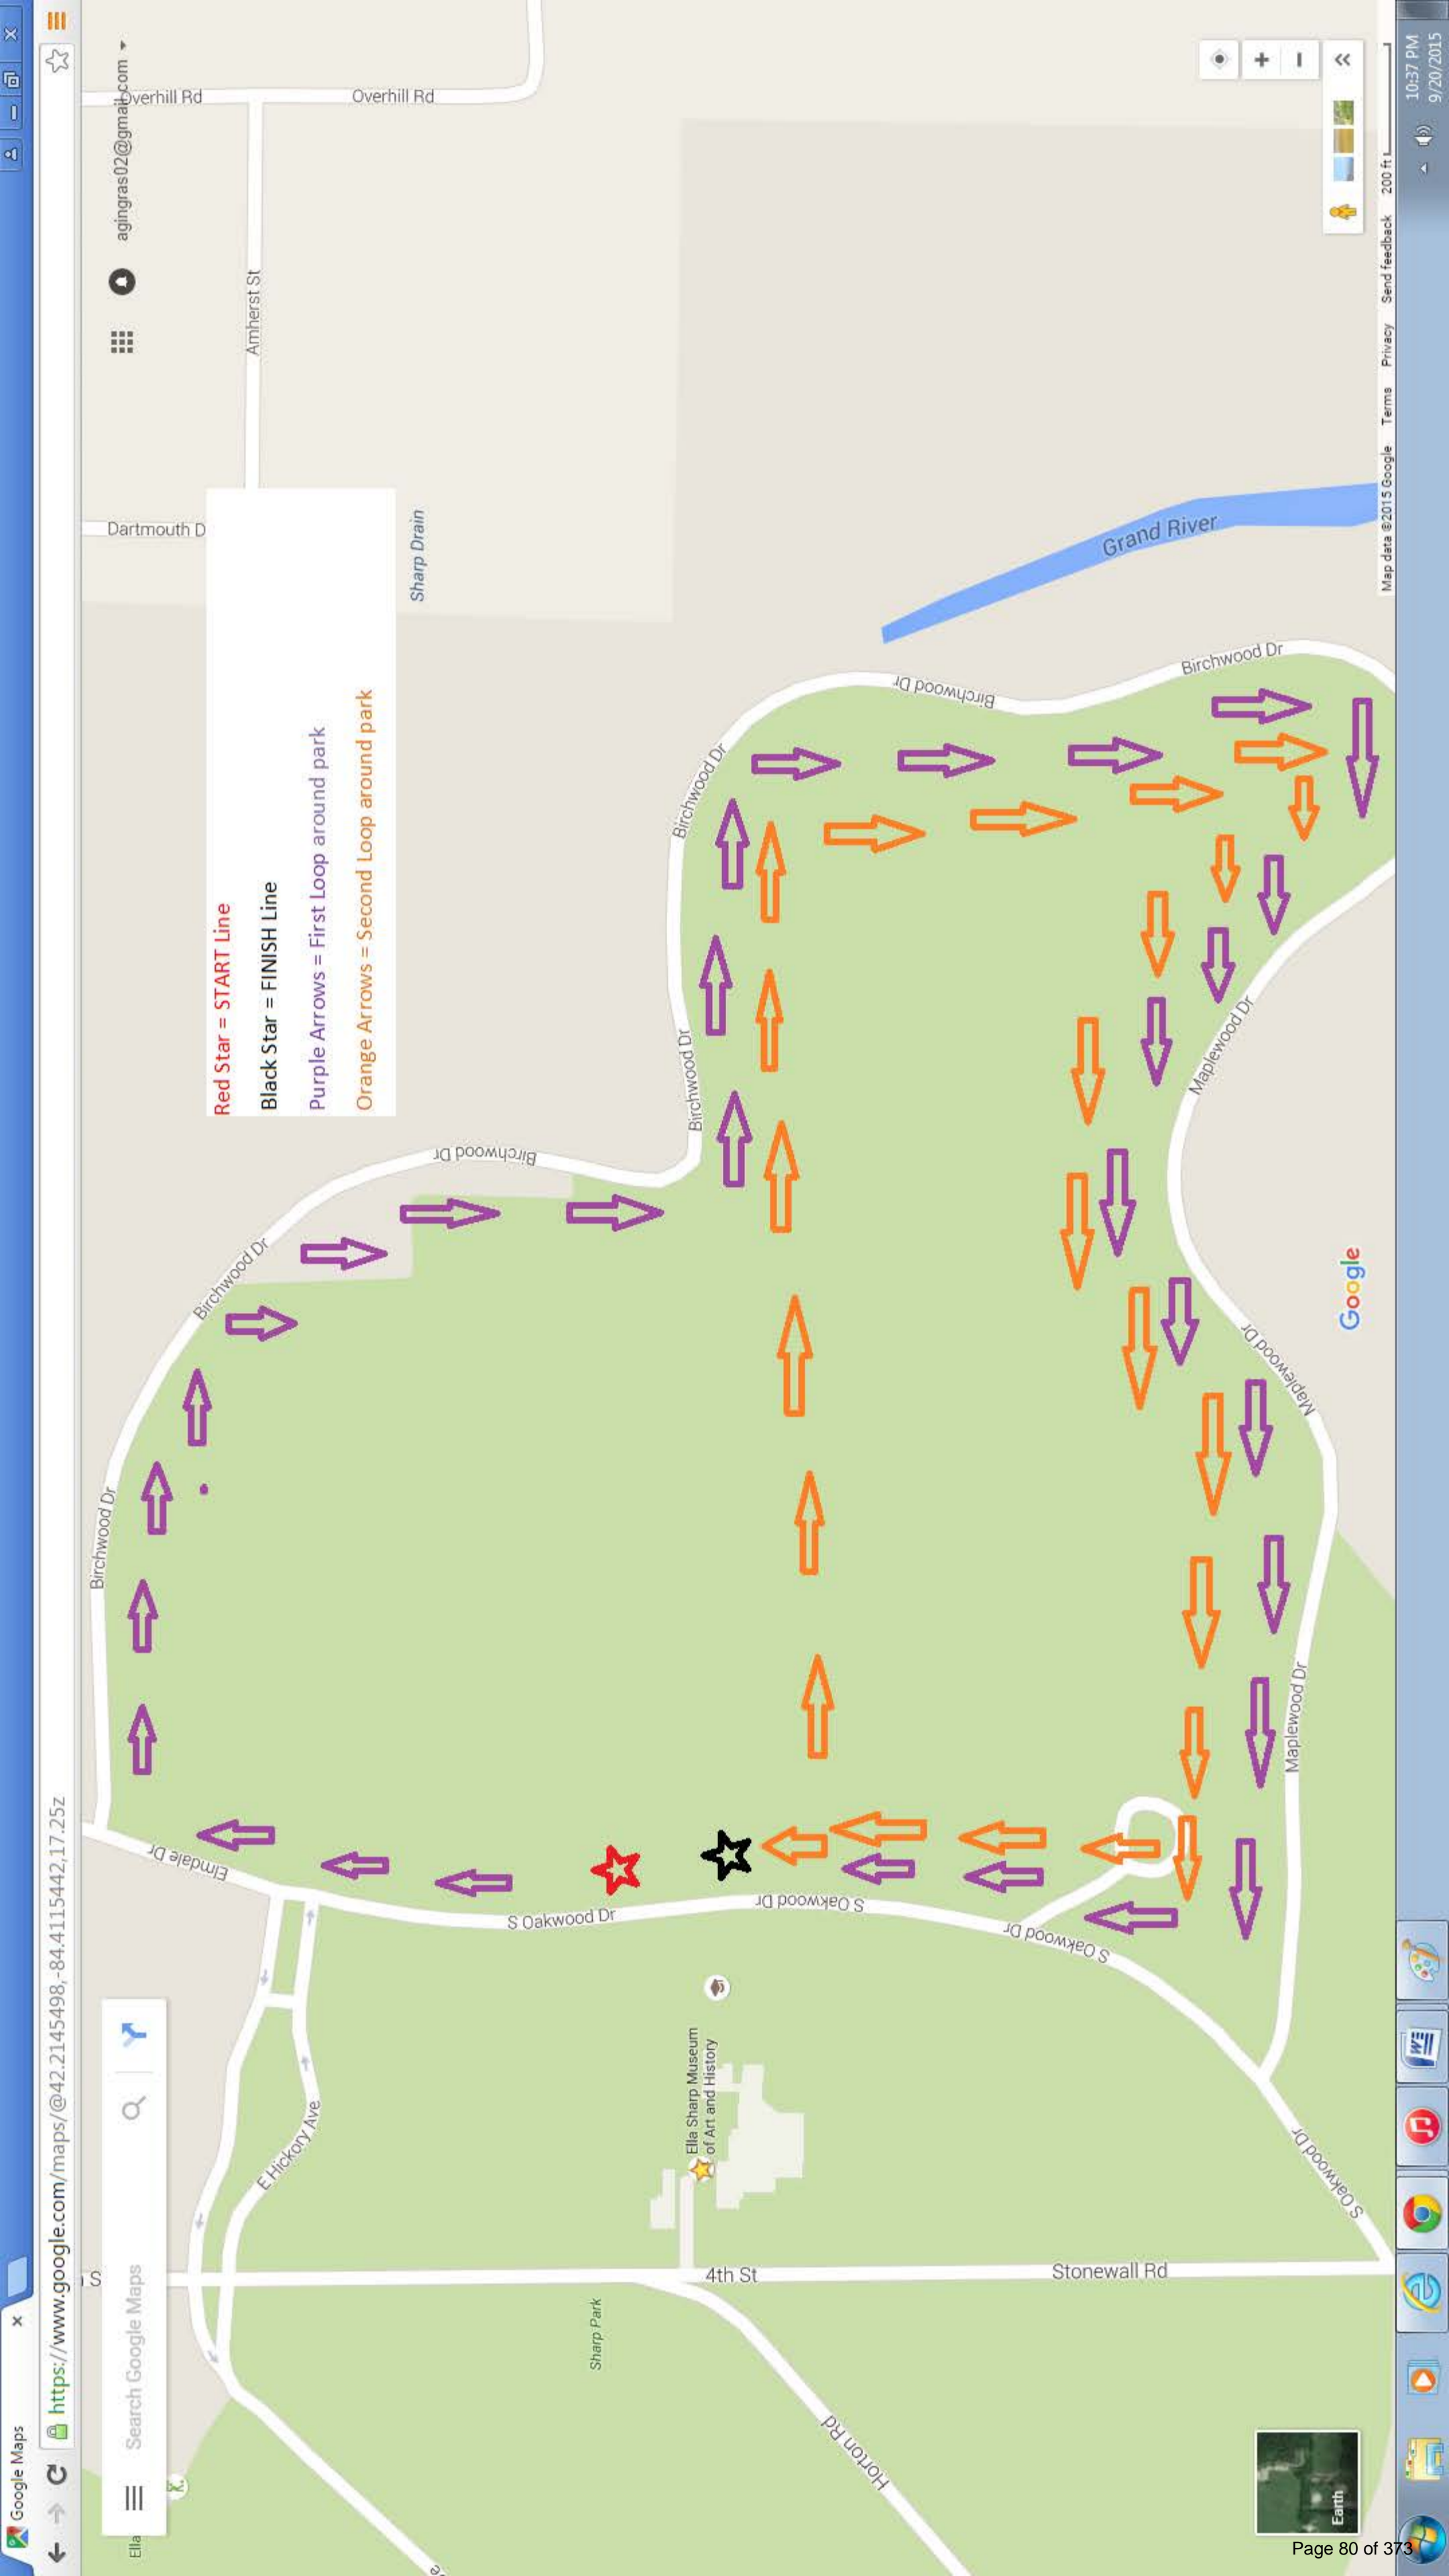 Google Maps
https://www.google.com/maps/@42.2145498,-84.4115442,17.25z
Search Google Maps
agingras02@gmail.com
Ella
S
Birchwood Dr
Dartmouth D
Overhill Rd
Elmdale Dr
Birchwood Dr
Red Star = START Line
Amherst St
Black Star = FINISH Line
E Hickory Ave
Purple Arrows = First Loop around park
Orange Arrows = Second Loop around park
Overhill Rd
Sharp Drain
Birchwood Dr
S Oakwood Dr
Sharp Park
Ella Sharp Museum
of Art and History
Birchwood Dr
Birchwood Dr
4th St
S Oakwood Dr
Horton Rd
Birchwood Dr
S Oakwood Dr
Stonewall Rd
Grand River
Maplewood Dr
Birchwood Dr
Maplewood Dr
Maplewood Dr
S Oakwood Dr
Earth
Google
Map data ©2015 Google Terms Privacy Send feedback 200 ft
10:37 PM
9/20/2015
Page 80 of 373